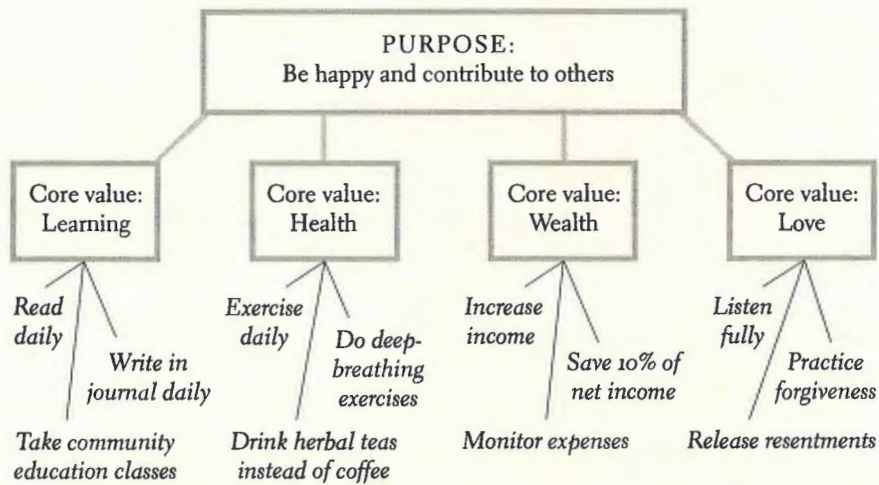 PURPOSE:
Be happy and contribute to others
Core value:
Learning
Read
daily
Write in
journal daily
Take community
education classes
Core value:
Health
Exercise
daily
Do deep-
breathing
exercises
Drink herbal teas
instead of coffee
Core value:
Wealth
Increase
income
Save 10% of
net income
Monitor expenses
Core value:
Love
Listen
fully
Practice
forgiveness
Release resentments